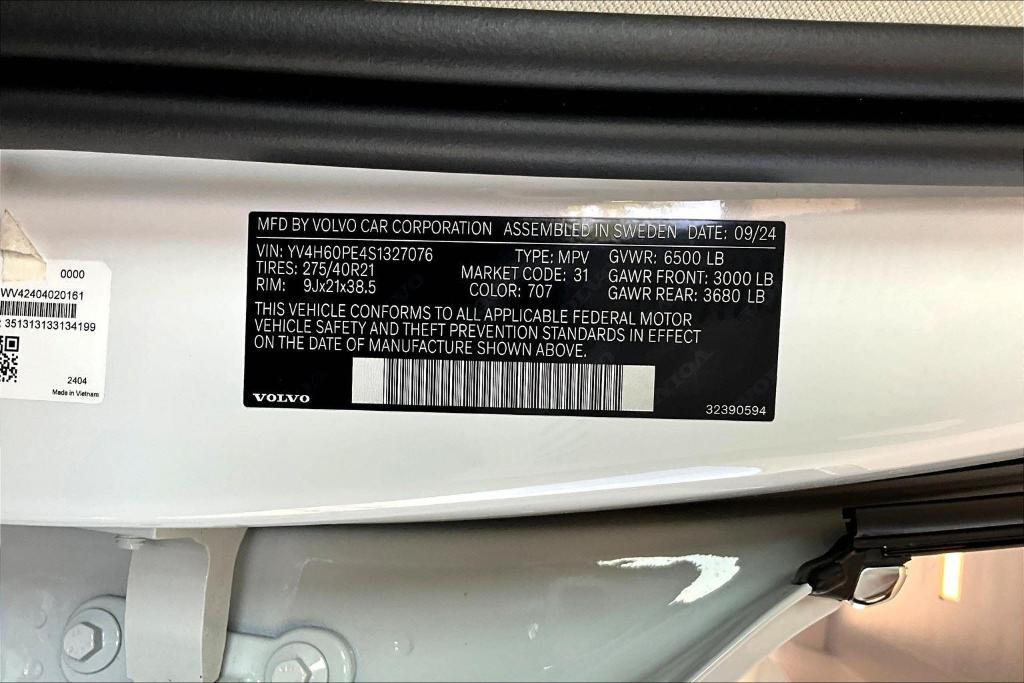 MFD BY VOLVO CAR CORPORATION ASSEMBLED IN SWEDEN DATE: 09/24
VIN: YV4H60PE4S1327076 TYPE: MPV GVWR: 6500 LB
TIRES: 275/40R21 MARKET CODE: 31 GAWR FRONT: 3000 LB
RIM: 9Jx21x38.5 COLOR: 707 GAWR REAR: 3680 LB
THIS VEHICLE CONFORMS TO ALL APPLICABLE FEDERAL MOTOR
VEHICLE SAFETY AND THEFT PREVENTION STANDARDS IN EFFECT
ON THE DATE OF MANUFACTURE SHOWN ABOVE.
VOLVO
32390594
0000
WV42404020161
351313133134199
2404
Made in Vietnam